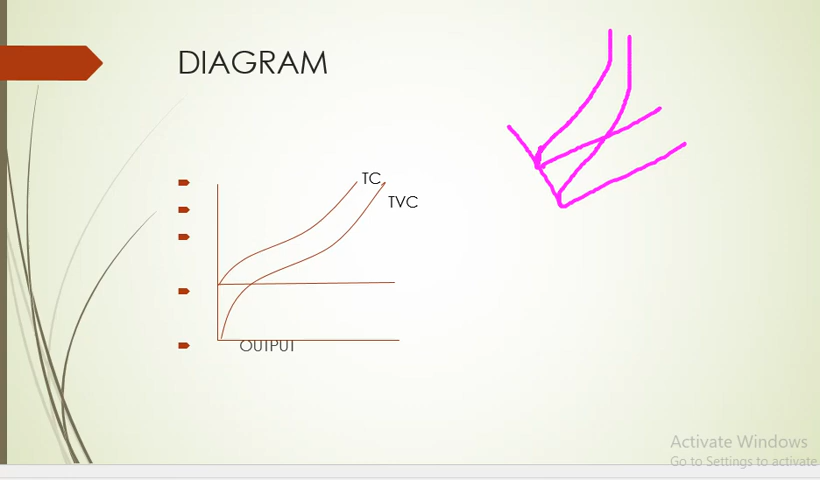 DIAGRAM
TC
TVC
OUTPUT
Activate Windows
Go to Settings to activate